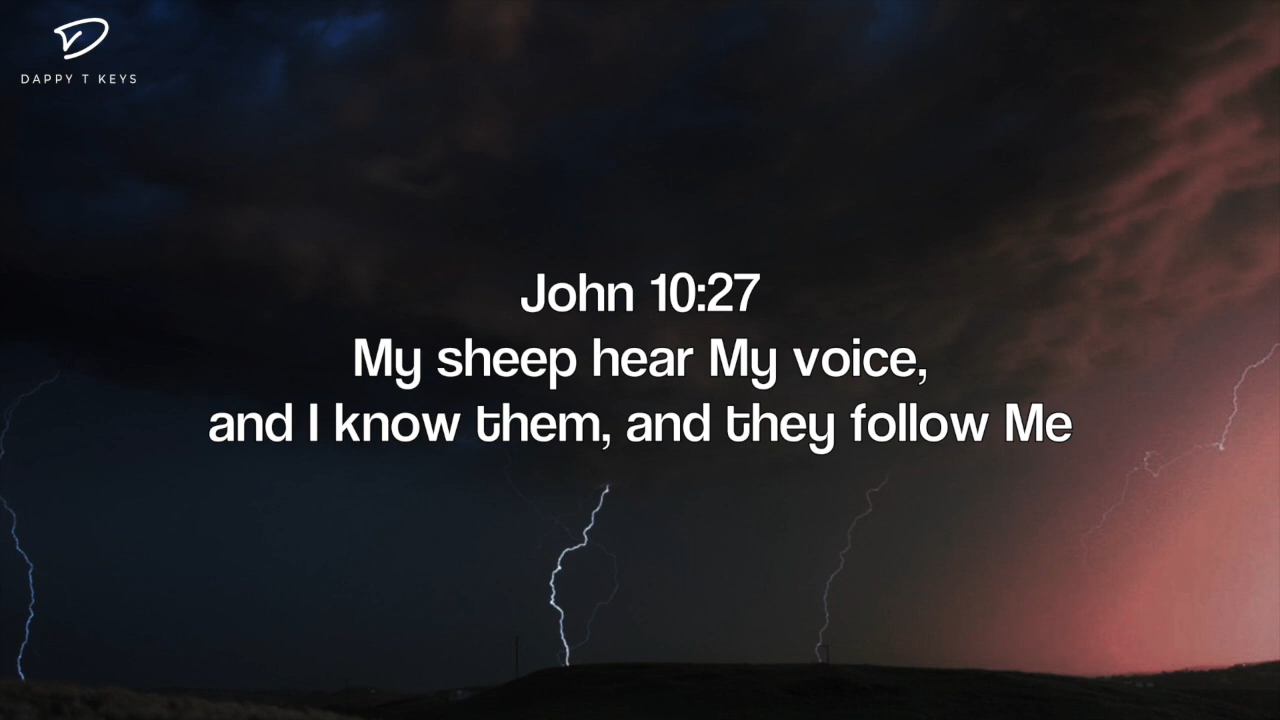 DAPPY T KEYS
John 10:27
My sheep hear My voice,
and I know them, and they follow Me